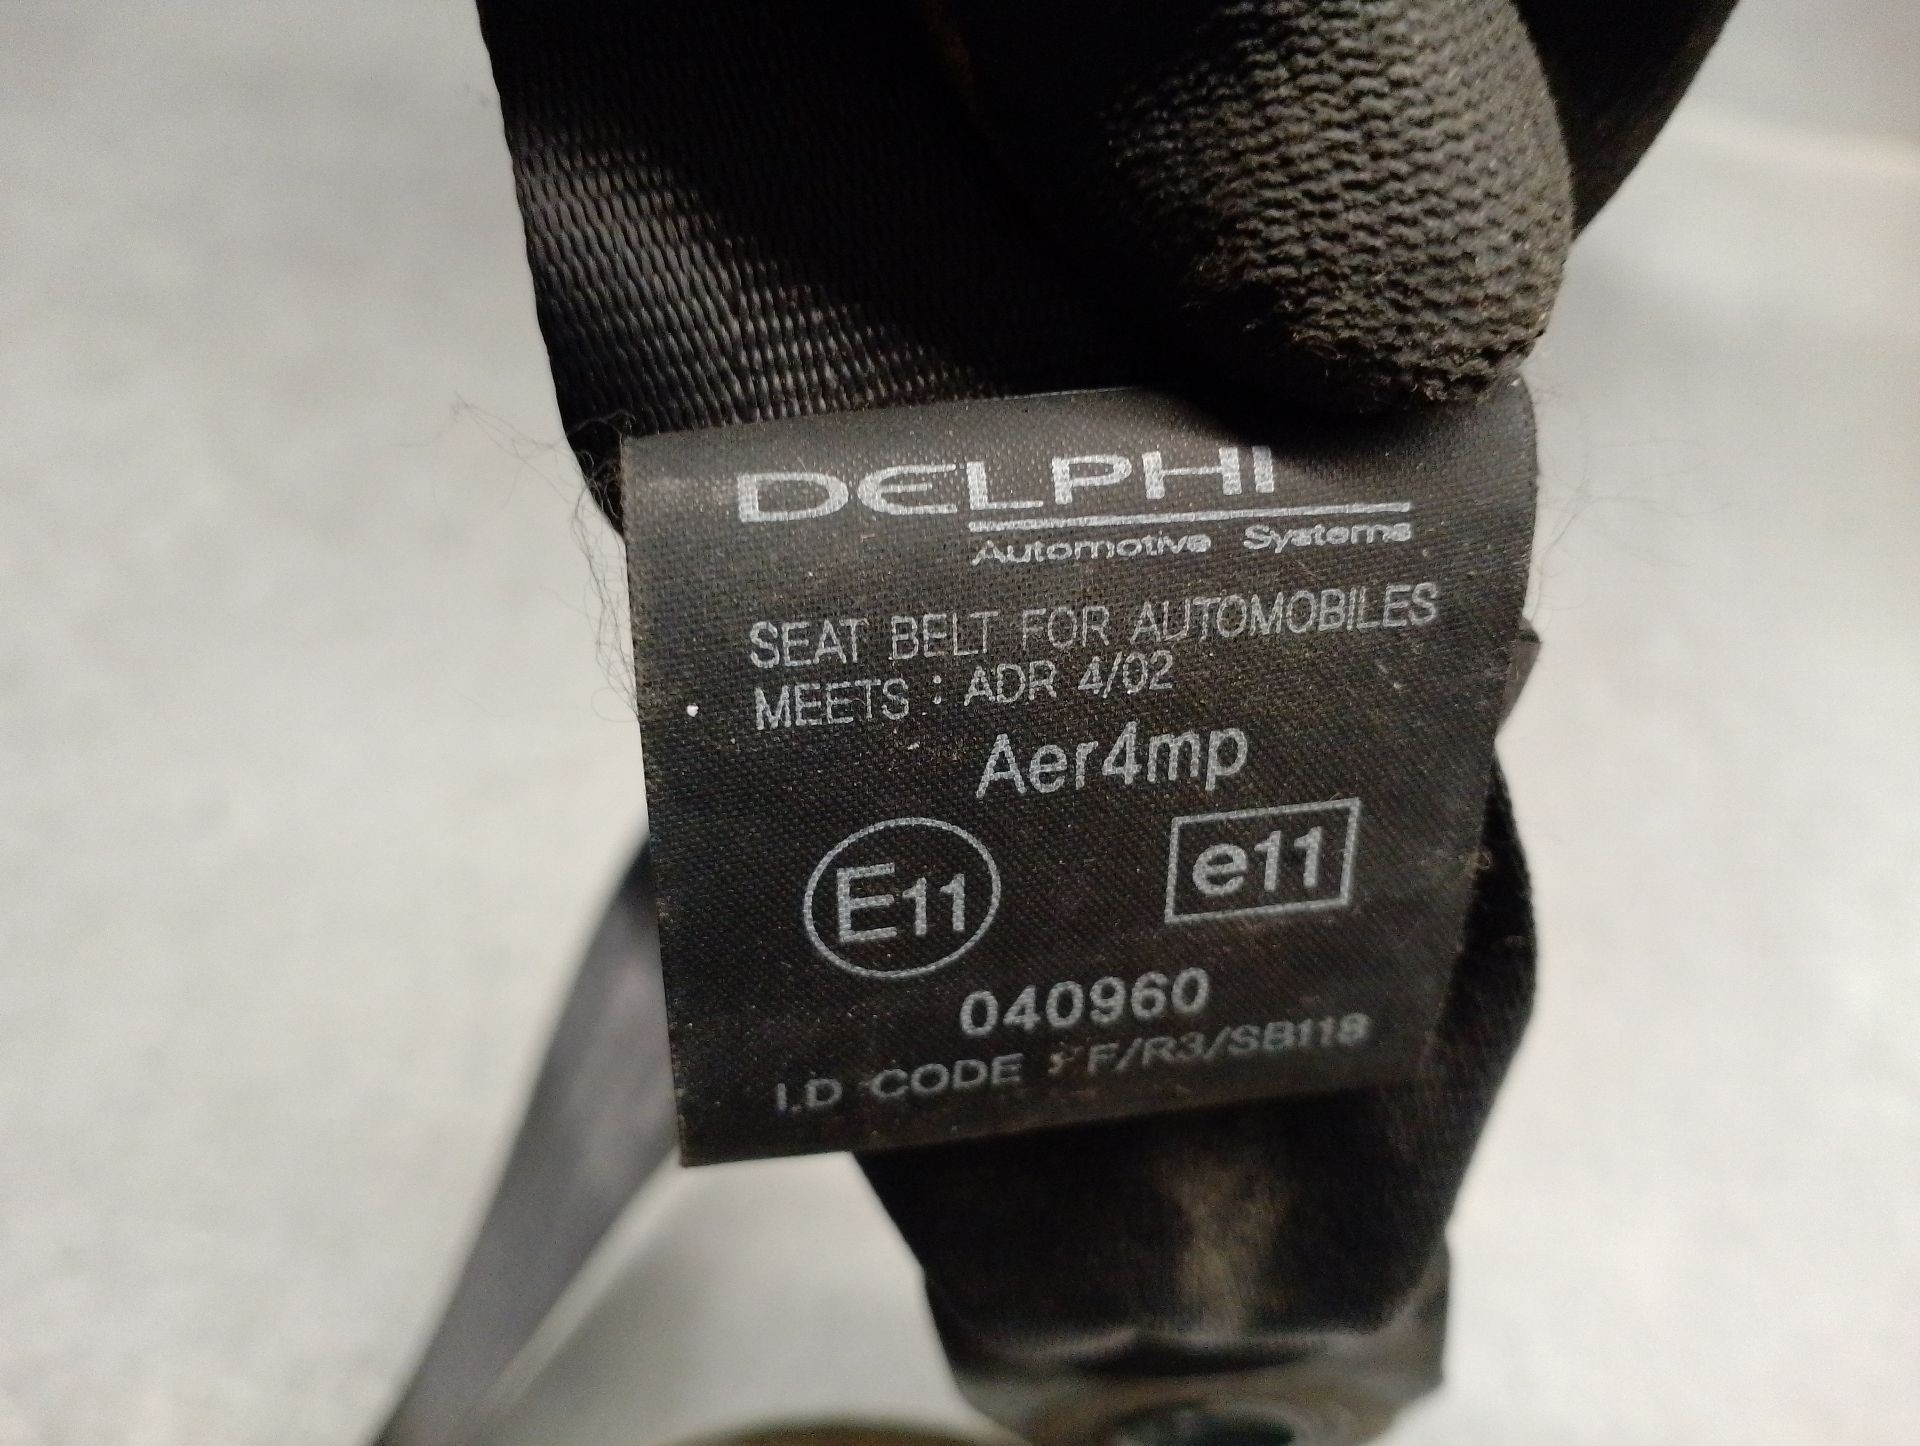 DELPHI
Automotive Systems
SEAT BELT FOR AUTOMOBILES
MEETS : ADR 4/02
Aer4mp
E11 e11
040960
I.D CODE : F/R3/SB118